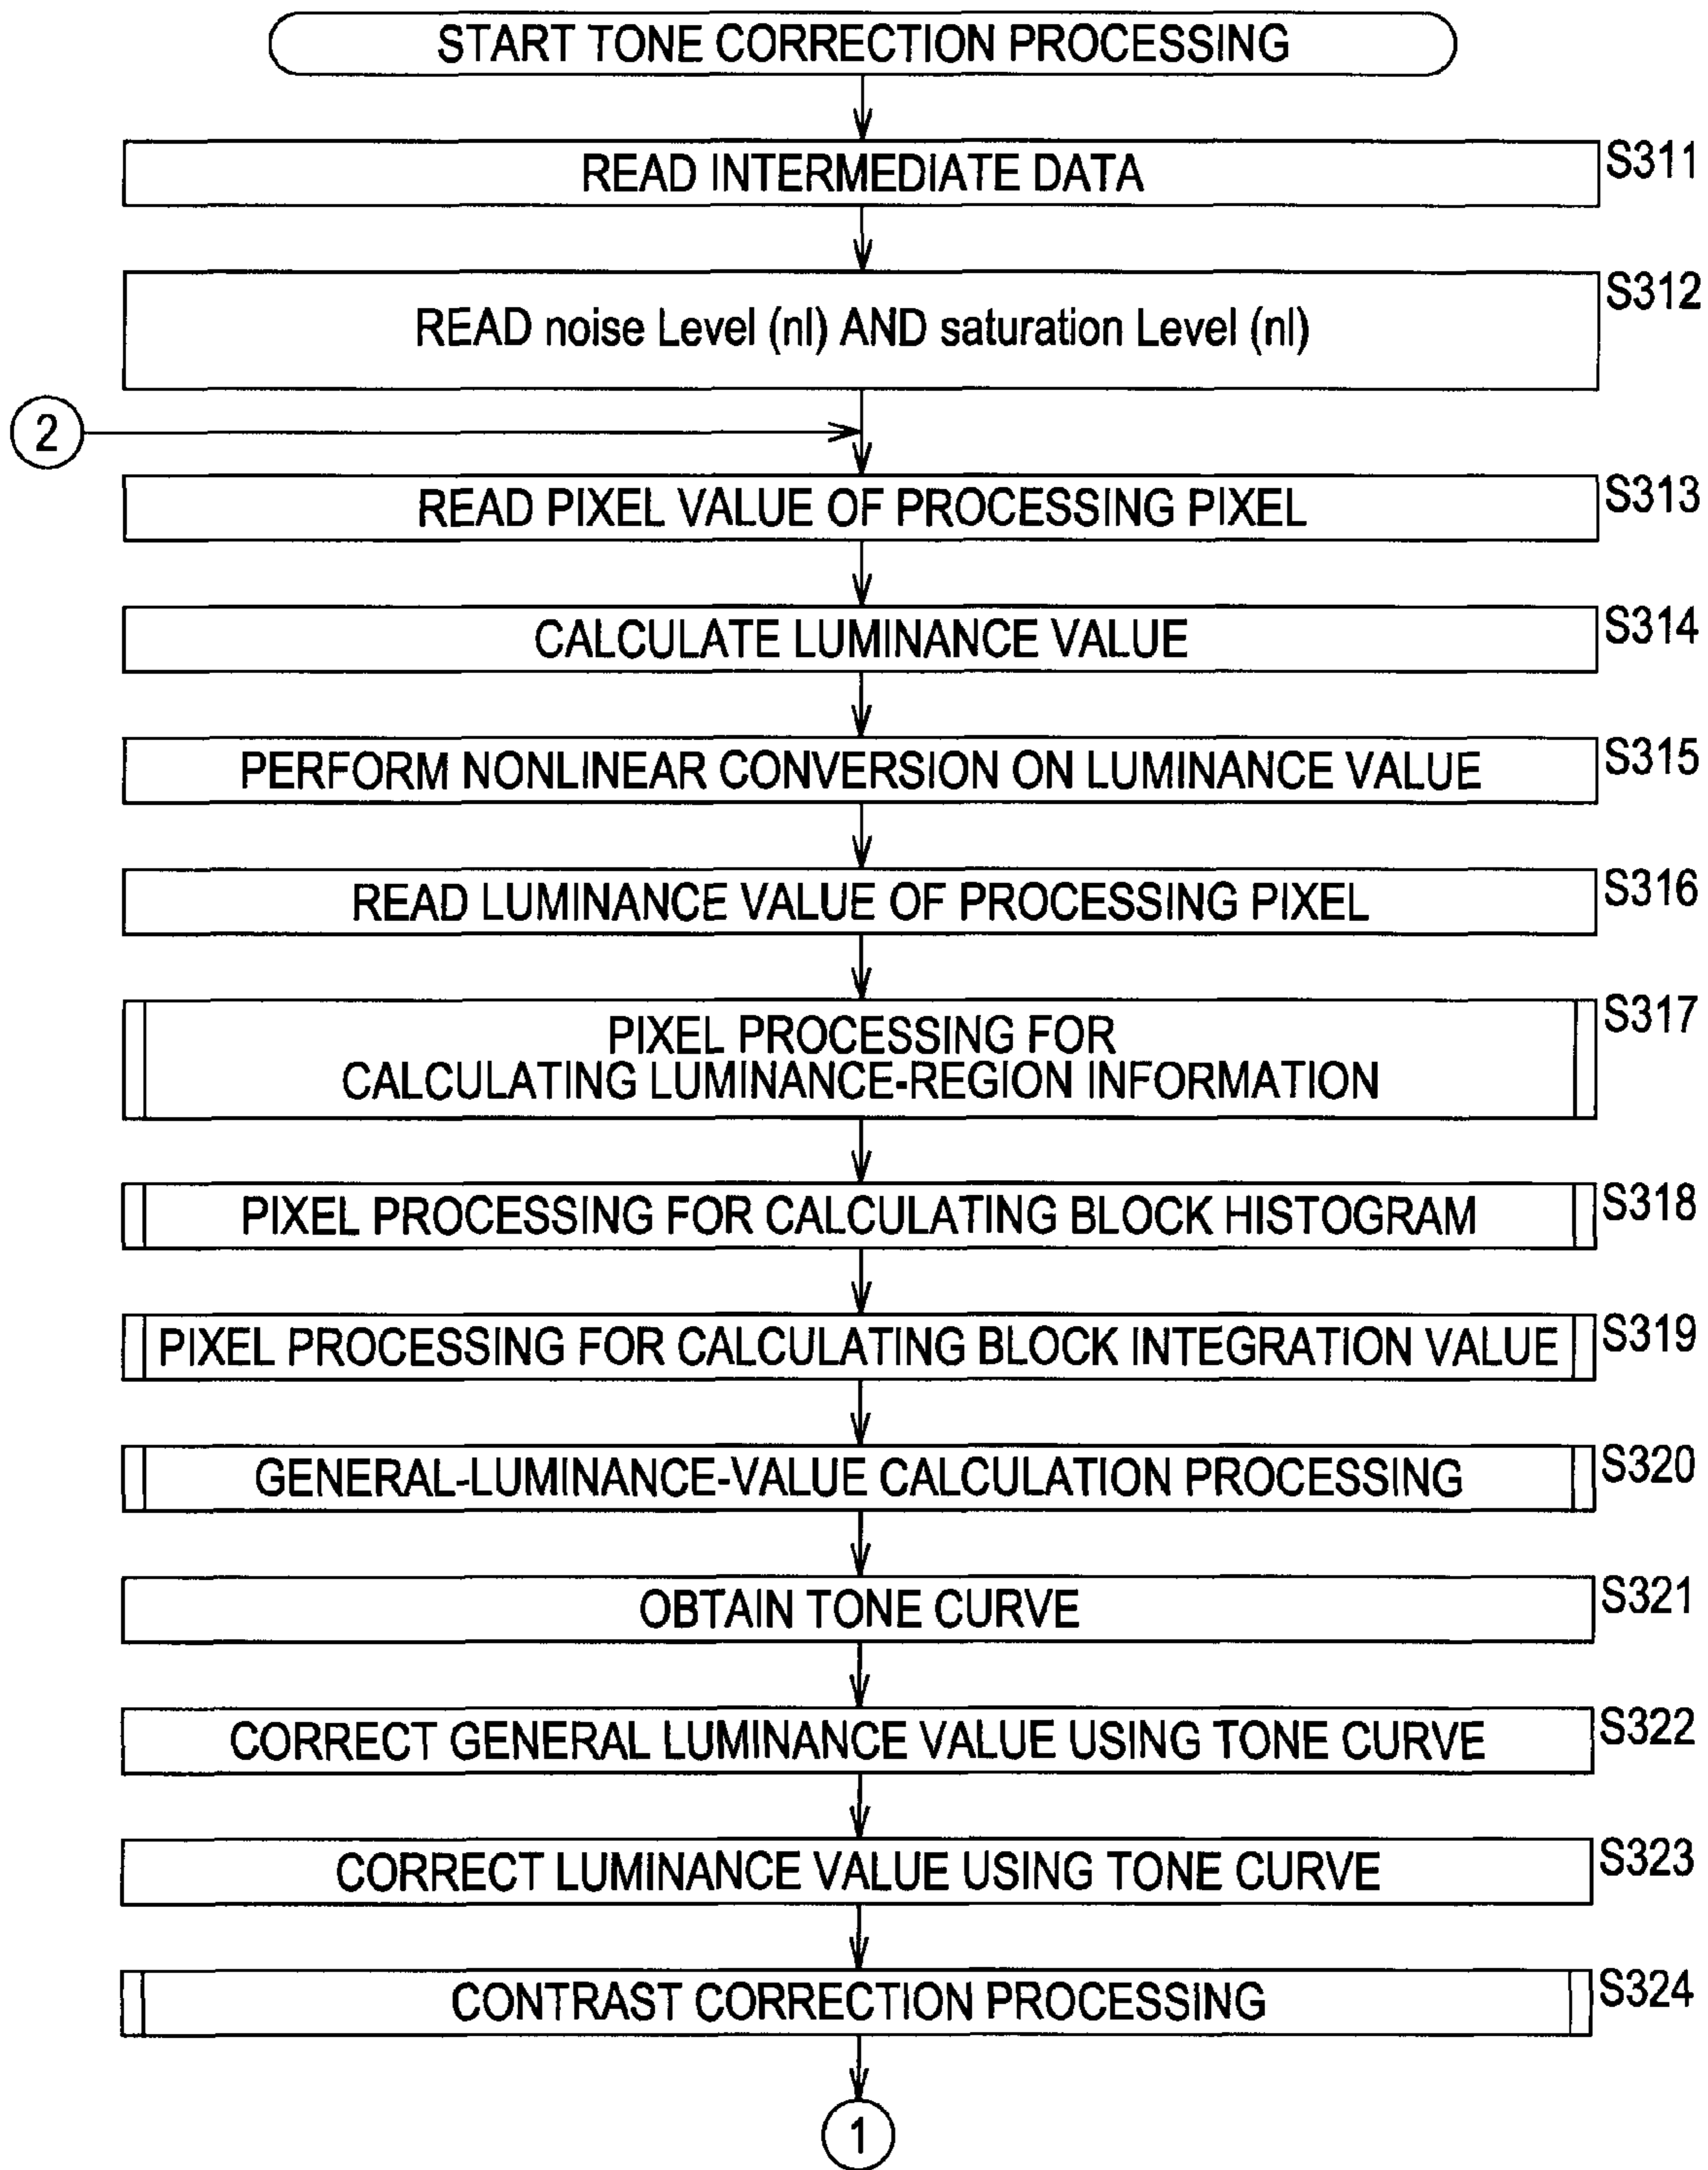 START TONE CORRECTION PROCESSING
READ INTERMEDIATE DATA
S311
READ noise Level (nl) AND saturation Level (nl)
S312
2
READ PIXEL VALUE OF PROCESSING PIXEL
S313
CALCULATE LUMINANCE VALUE
S314
PERFORM NONLINEAR CONVERSION ON LUMINANCE VALUE
S315
READ LUMINANCE VALUE OF PROCESSING PIXEL
S316
PIXEL PROCESSING FOR
CALCULATING LUMINANCE-REGION INFORMATION
S317
PIXEL PROCESSING FOR CALCULATING BLOCK HISTOGRAM
S318
PIXEL PROCESSING FOR CALCULATING BLOCK INTEGRATION VALUE
S319
GENERAL-LUMINANCE-VALUE CALCULATION PROCESSING
S320
OBTAIN TONE CURVE
S321
CORRECT GENERAL LUMINANCE VALUE USING TONE CURVE
S322
CORRECT LUMINANCE VALUE USING TONE CURVE
S323
CONTRAST CORRECTION PROCESSING
S324
1